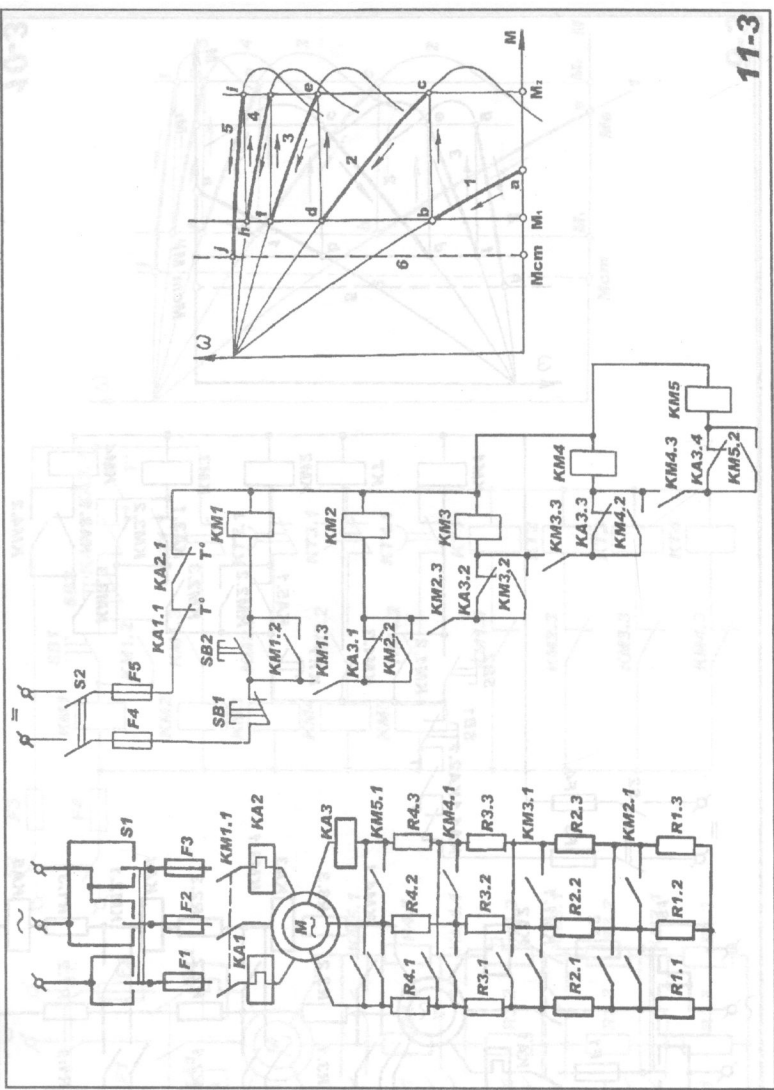 ~
S1
F1
F2
F3
KM1.1
KA1
KA2
M
~
KA3
KM5.1
R4.1
R4.2
R4.3
KM4.1
R3.1
R3.2
R3.3
KM3.1
R2.1
R2.2
R2.3
KM2.1
R1.1
R1.2
R1.3
=
S2
F4
F5
KA1.1
KA2.1
T°
T°
SB1
SB2
KM1
KM1.2
KM1.3
KA3.1
KM2
KM2.2
KM2.3
KA3.2
KM3
KM3.2
KM3.3
KA3.3
KM4
KM4.2
KM4.3
KA3.4
KM5
KM5.2
ω
j
5
i
h
4
f
3
e
d
2
c
b
1
a
6
Mcm
M₁
M₂
M
11-3